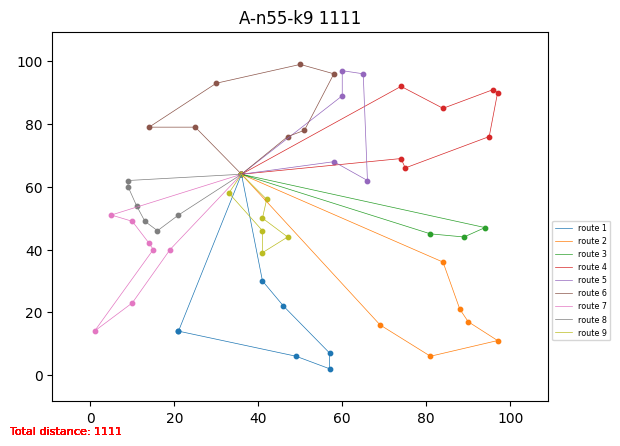 A-n55-k9 1111
100
80
60
40
20
0
0 20 40 60 80 100
route 1
route 2
route 3
route 4
route 5
route 6
route 7
route 8
route 9
Total distance: 1111